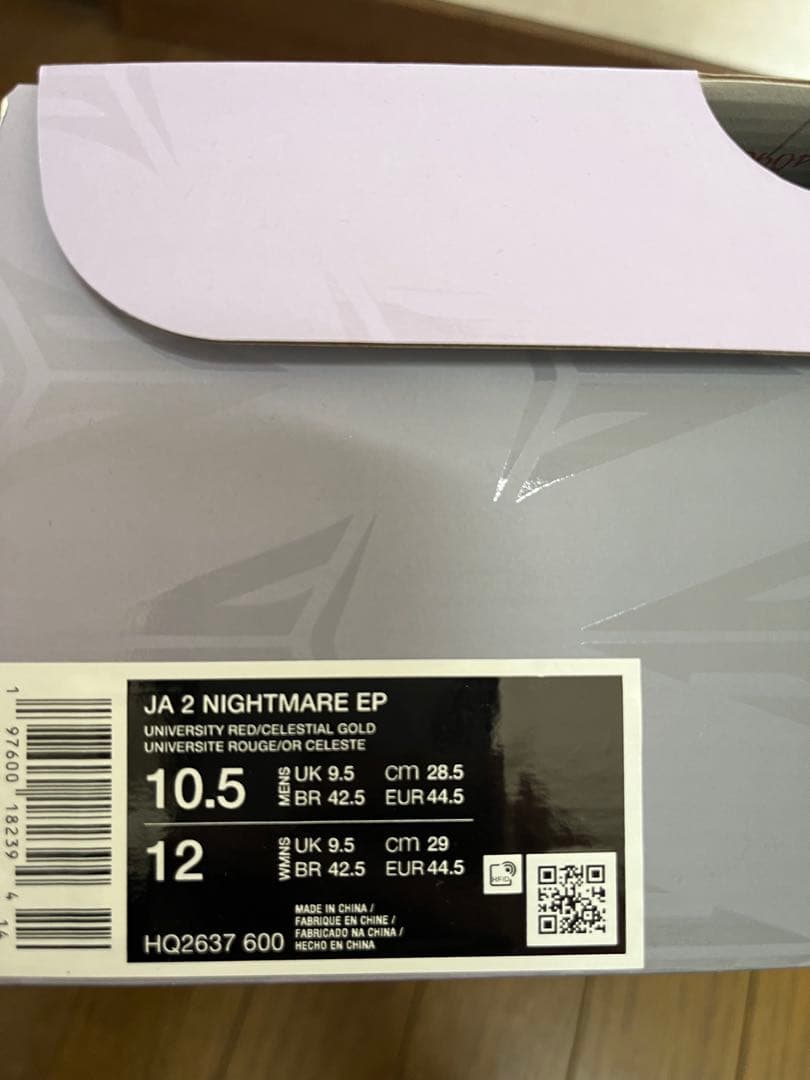 JA 2 NIGHTMARE EP
UNIVERSITY RED/CELESTIAL GOLD
UNIVERSITE ROUGE/OR CELESTE
10.5 MENS UK 9.5 cm 28.5
BR 42.5 EUR 44.5
12 WMNS UK 9.5 cm 29
BR 42.5 EUR 44.5
RFID
MADE IN CHINA /
FABRIQUE EN CHINE /
FABRICADO NA CHINA /
HECHO EN CHINA
HQ2637 600
1 97600 18239 4 14